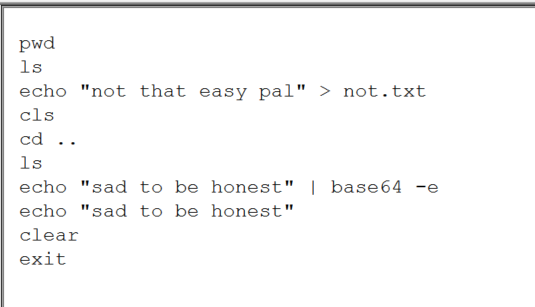 pwd
ls
echo "not that easy pal" > not.txt
cls
cd ..
ls
echo "sad to be honest" | base64 -e
echo "sad to be honest"
clear
exit